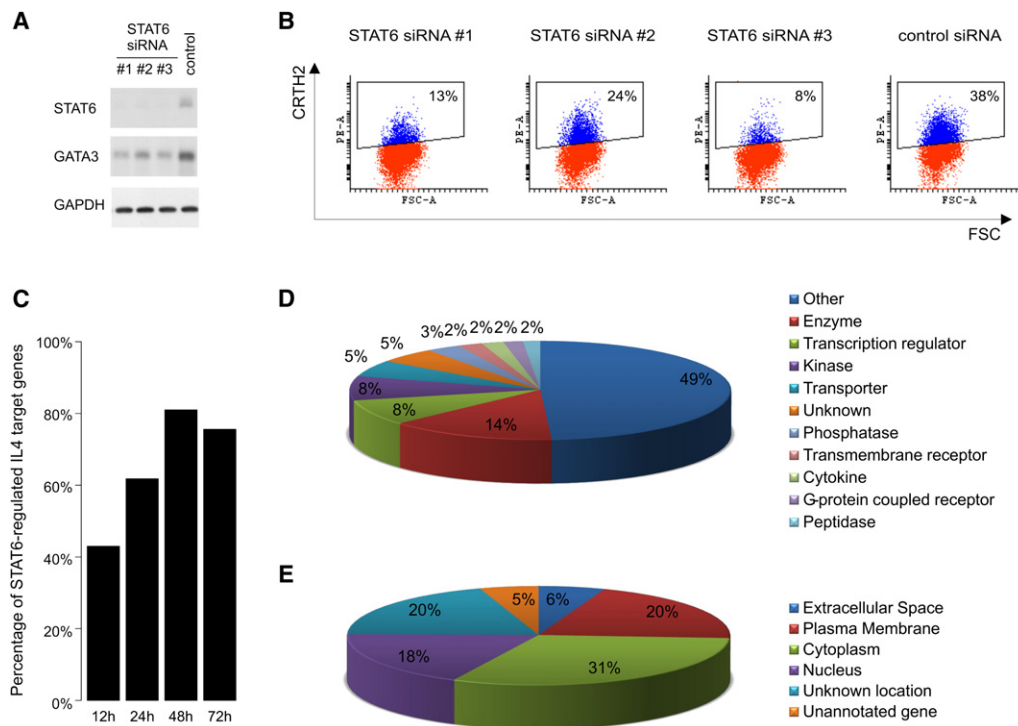 A
STAT6
siRNA
#1 #2 #3
control
STAT6
GATA3
GAPDH
B
STAT6 siRNA #1
STAT6 siRNA #2
STAT6 siRNA #3
control siRNA
CRTH2
PE-A
13%
FSC-A
PE-A
24%
FSC-A
PE-A
8%
FSC-A
PE-A
38%
FSC-A
FSC
C
Percentage of STAT6-regulated IL4 target genes
100%
80%
60%
40%
20%
0%
12h 24h 48h 72h
D
49%
14%
8%
8%
5%
5%
3%
2%
2%
2%
2%
Other
Enzyme
Transcription regulator
Kinase
Transporter
Unknown
Phosphatase
Transmembrane receptor
Cytokine
G-protein coupled receptor
Peptidase
E
6%
20%
31%
18%
20%
5%
Extracellular Space
Plasma Membrane
Cytoplasm
Nucleus
Unknown location
Unannotated gene